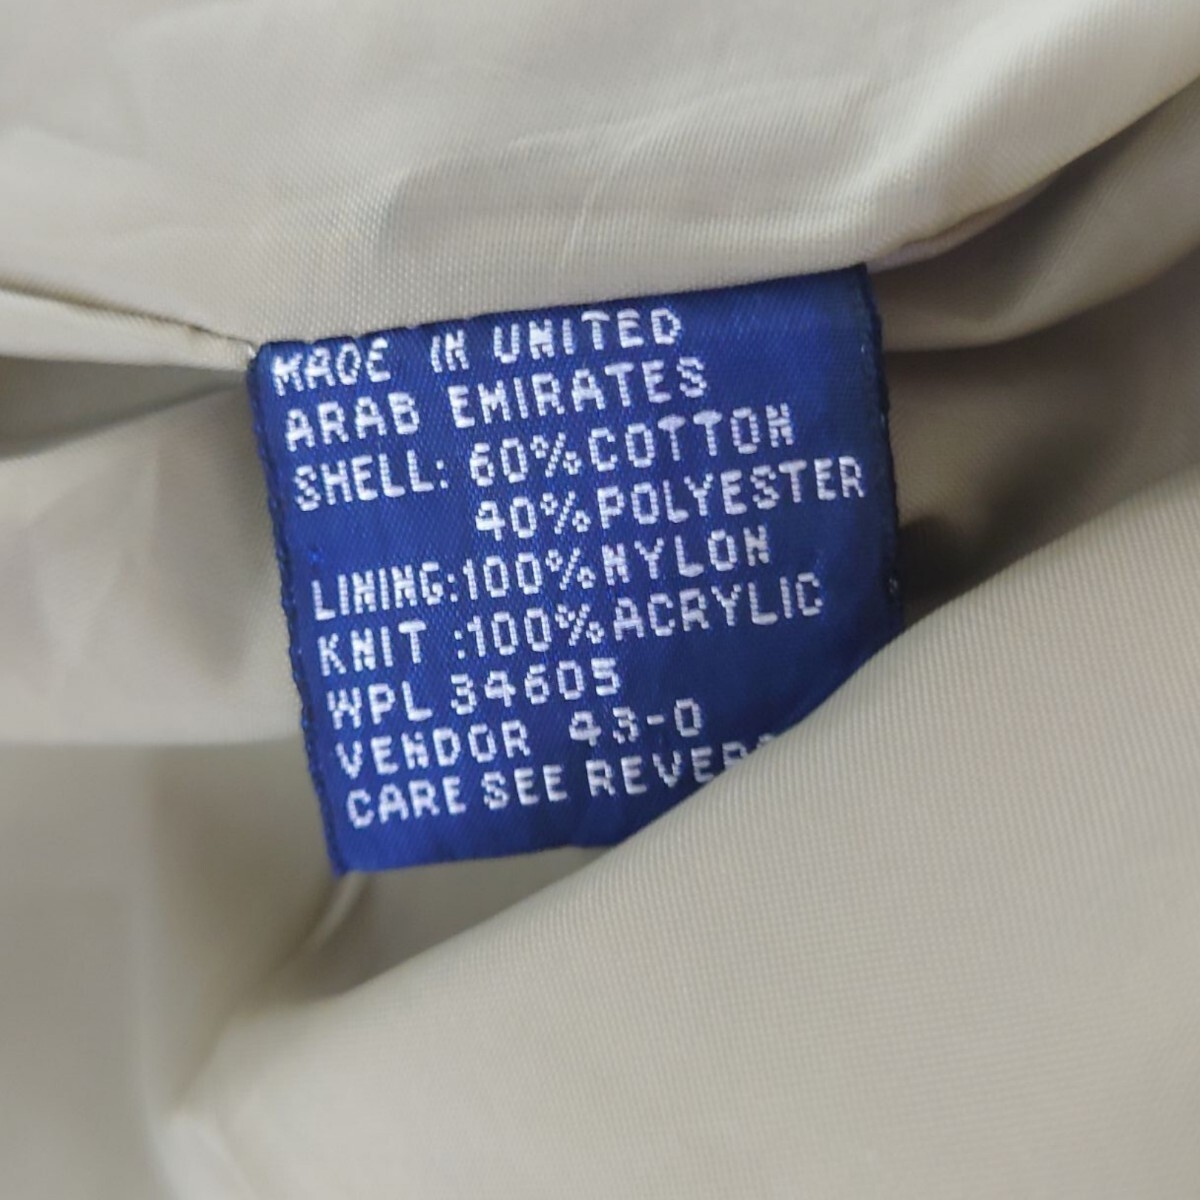 MADE IN UNITED
ARAB EMIRATES
SHELL: 60%COTTON
40%POLYESTER
LINING:100%NYLON
KNIT :100%ACRYLIC
WPL 34605
VENDOR 43-0
CARE SEE